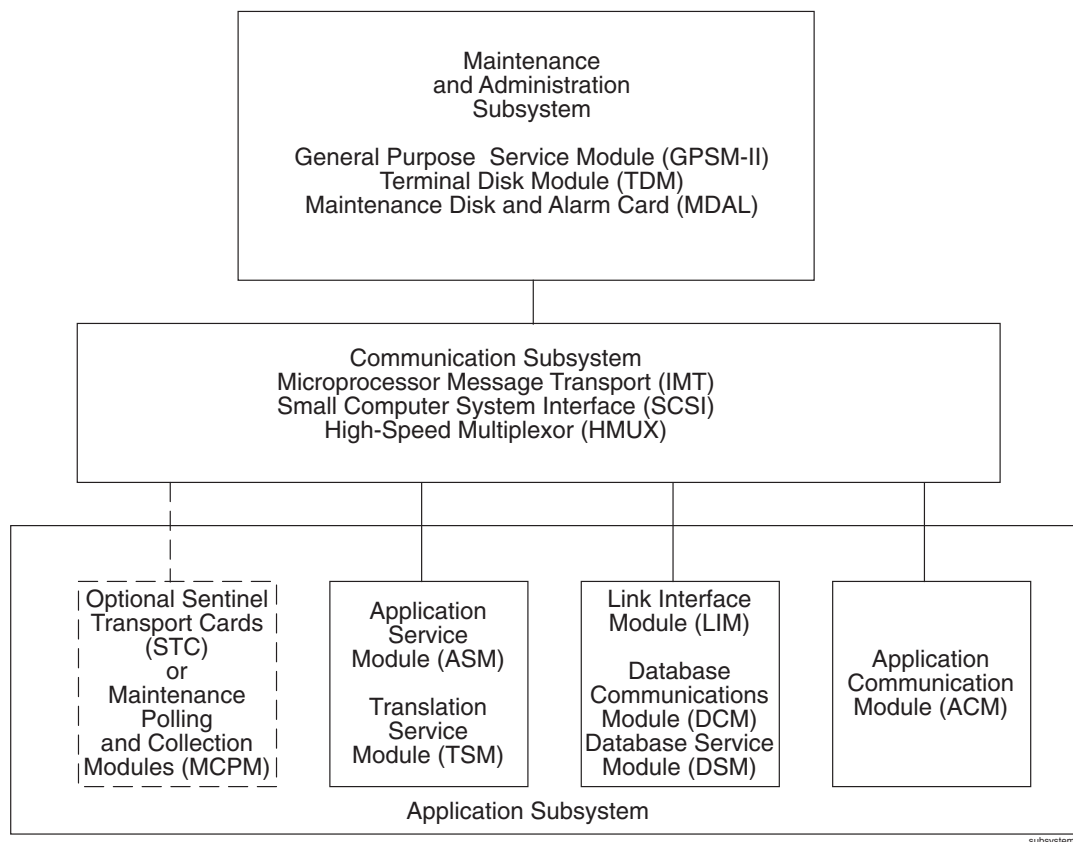 Maintenance
and Administration
Subsystem
General Purpose  Service Module (GPSM-II)
Terminal Disk Module (TDM)
Maintenance Disk and Alarm Card (MDAL)
Communication Subsystem
Microprocessor Message Transport (IMT)
Small Computer System Interface (SCSI)
High-Speed Multiplexor (HMUX)
Optional Sentinel
Transport Cards
(STC)
or
Maintenance
Polling
and Collection
Modules (MCPM)
Application
Service
Module (ASM)
Translation
Service
Module (TSM)
Link Interface
Module (LIM)
Database
Communications
Module (DCM)
Database Service
Module (DSM)
Application
Communication
Module (ACM)
Application Subsystem
subsystem